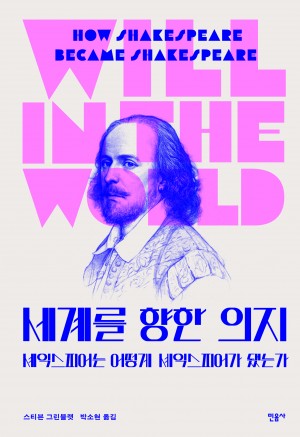 HOW SHAKESPEARE
BECAME SHAKESPEARE
WILL
IN THE
WORLD
세계를 향한 의지
셰익스피어는 어떻게 셰익스피어가 됐는가
스티븐 그린블랫 박소현 옮김
민음사